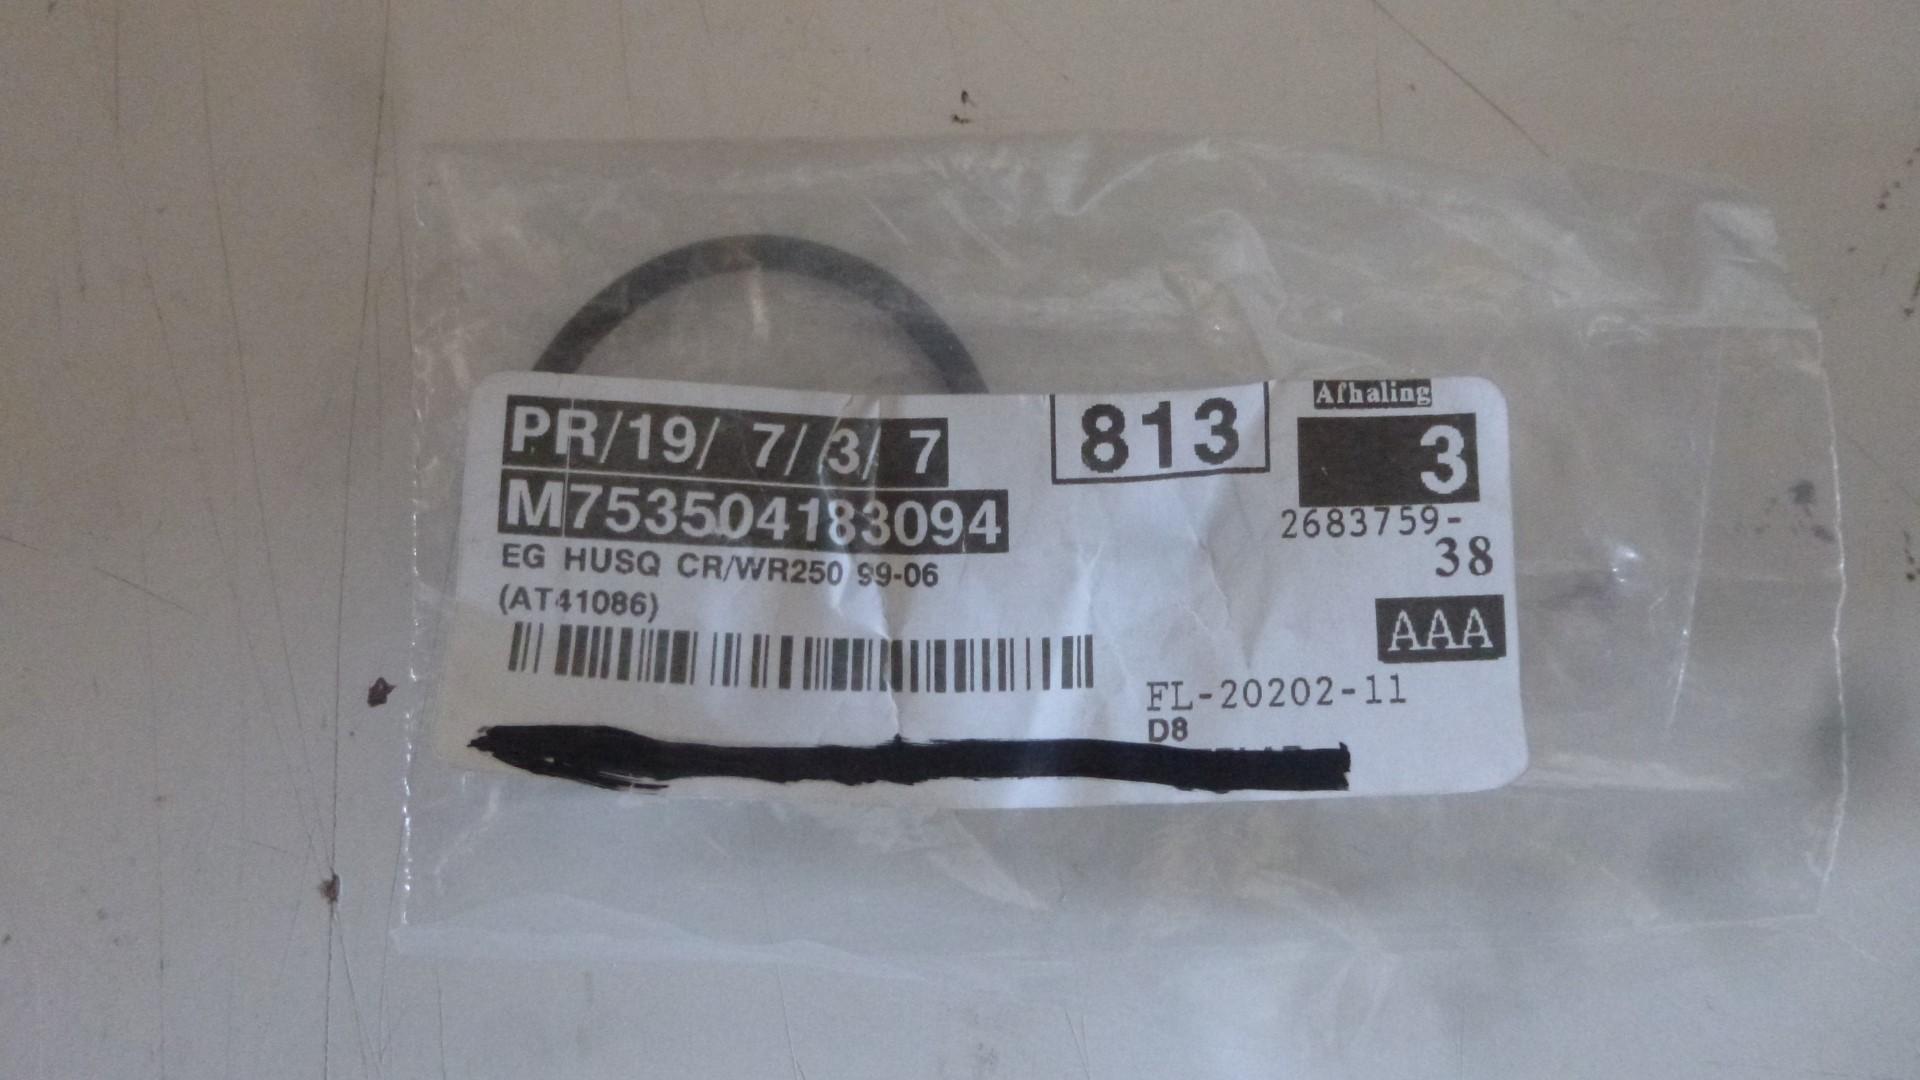 PR/19/ 7/ 3/ 7
M753504183094
EG HUSQ CR/WR250 99-06
(AT41086)
813
Afhaling
3
2683759-
38
AAA
FL-20202-11
D8